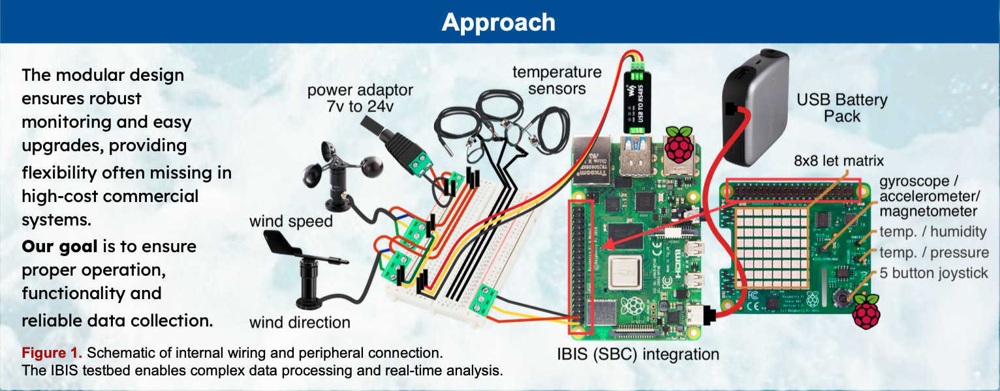 Approach
The modular design
ensures robust
monitoring and easy
upgrades, providing
flexibility often missing in
high-cost commercial
systems.
Our goal is to ensure
proper operation,
functionality and
reliable data collection.
power adaptor
7v to 24v
temperature
sensors
wind speed
wind direction
USB TO RS485
USB
USB Battery
Pack
8x8 let matrix
gyroscope /
accelerometer/
magnetometer
temp. / humidity
temp. / pressure
5 button joystick
HDMI
IBIS (SBC) integration
Figure 1. Schematic of internal wiring and peripheral connection.
The IBIS testbed enables complex data processing and real-time analysis.